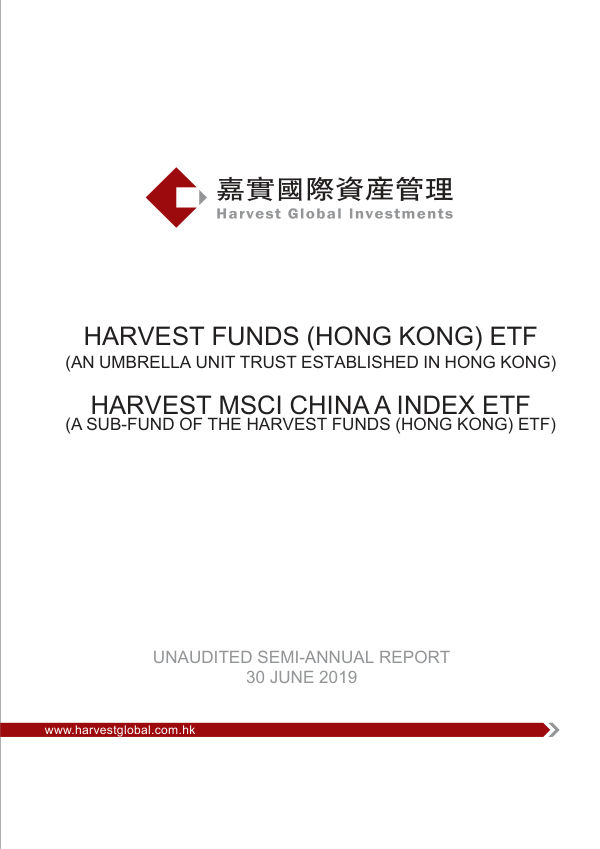 嘉實國際資産管理
Harvest Global Investments
HARVEST FUNDS (HONG KONG) ETF
(AN UMBRELLA UNIT TRUST ESTABLISHED IN HONG KONG)
HARVEST MSCI CHINA A INDEX ETF
(A SUB-FUND OF THE HARVEST FUNDS (HONG KONG) ETF)
UNAUDITED SEMI-ANNUAL REPORT
30 JUNE 2019
www.harvestglobal.com.hk